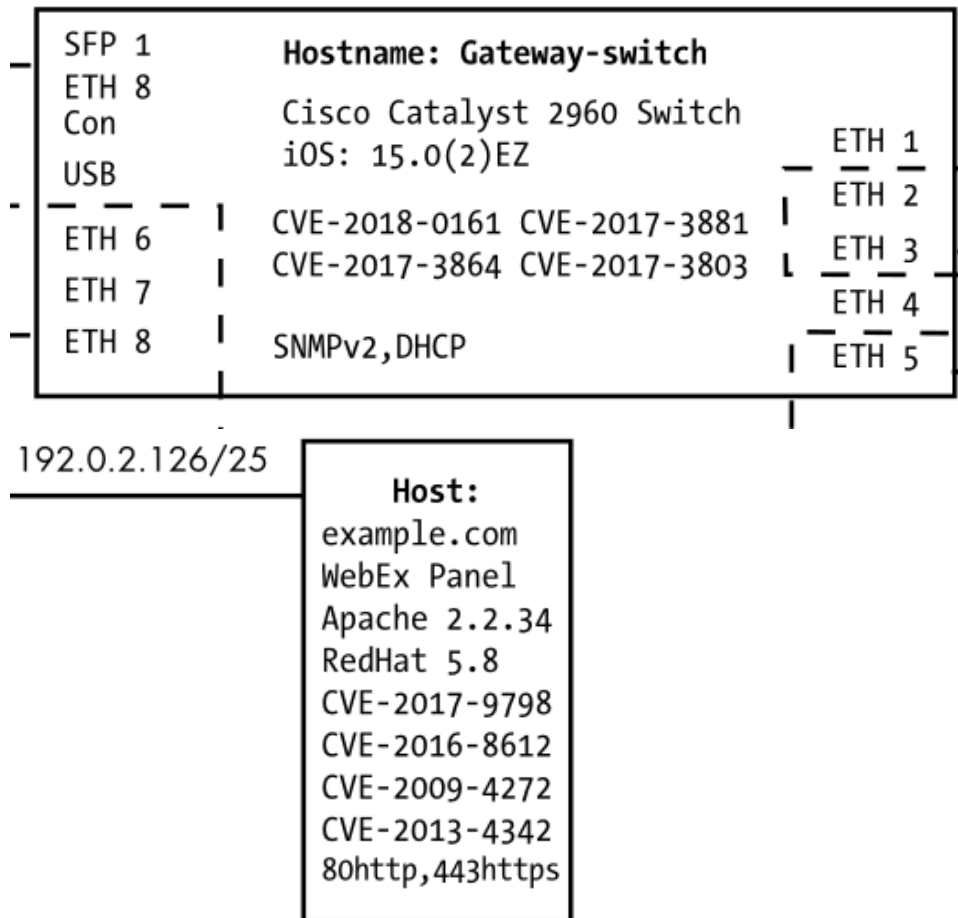 SFP 1
ETH 8
Con
USB
ETH 6
ETH 7
ETH 8
Hostname: Gateway-switch
Cisco Catalyst 2960 Switch
iOS: 15.0(2)EZ
CVE-2018-0161 CVE-2017-3881
CVE-2017-3864 CVE-2017-3803
SNMPv2,DHCP
ETH 1
ETH 2
ETH 3
ETH 4
ETH 5
192.0.2.126/25
Host:
example.com
WebEx Panel
Apache 2.2.34
RedHat 5.8
CVE-2017-9798
CVE-2016-8612
CVE-2009-4272
CVE-2013-4342
80http,443https